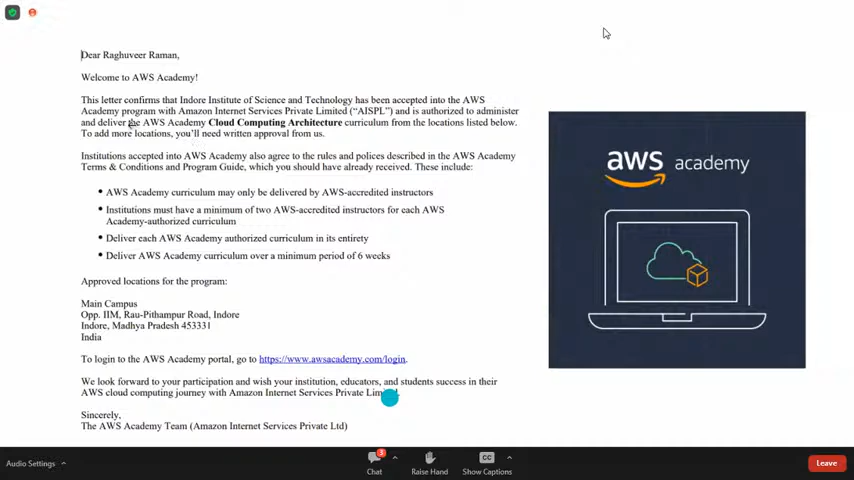 Dear Raghuveer Raman,
Welcome to AWS Academy!
This letter confirms that Indore Institute of Science and Technology has been accepted into the AWS
Academy program with Amazon Internet Services Private Limited (“AISPL”) and is authorized to administer
and deliver the AWS Academy Cloud Computing Architecture curriculum from the locations listed below.
To add more locations, you’ll need written approval from us.
Institutions accepted into AWS Academy also agree to the rules and polices described in the AWS Academy
Terms & Conditions and Program Guide, which you should have already received. These include:
• AWS Academy curriculum may only be delivered by AWS-accredited instructors
• Institutions must have a minimum of two AWS-accredited instructors for each AWS
Academy-authorized curriculum
• Deliver each AWS Academy authorized curriculum in its entirety
• Deliver AWS Academy curriculum over a minimum period of 6 weeks
Approved locations for the program:
Main Campus
Opp. IIM, Rau-Pithampur Road, Indore
Indore, Madhya Pradesh 453331
India
To login to the AWS Academy portal, go to https://www.awsacademy.com/login.
We look forward to your participation and wish your institution, educators, and students success in their
AWS cloud computing journey with Amazon Internet Services Private Limited.
Sincerely,
The AWS Academy Team (Amazon Internet Services Private Ltd)
aws academy
Audio Settings
3
Chat
Raise Hand
CC
Show Captions
Leave